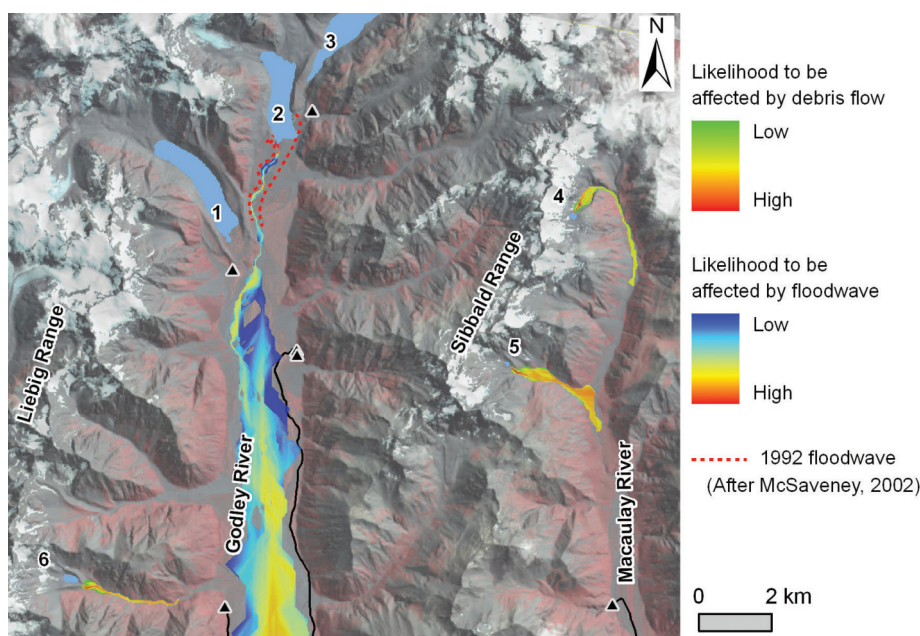 N
3
2
1
4
5
6
Liebig Range
Sibbald Range
Godley River
Macaulay River
Likelihood to be
affected by debris flow
Low
High
Likelihood to be
affected by floodwave
Low
High
1992 floodwave
(After McSaveney, 2002)
0 2 km